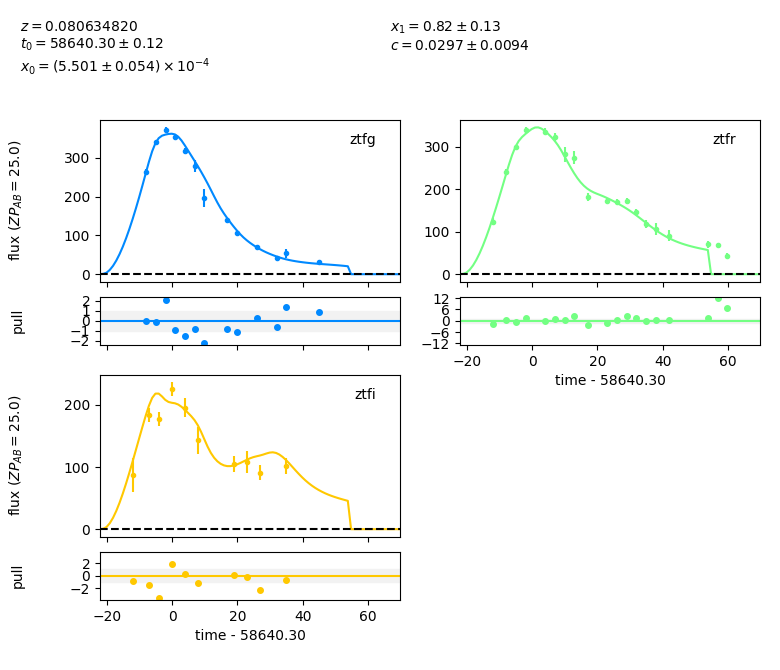 z = 0.080634820
t0 = 58640.30 ± 0.12
x0 = (5.501 ± 0.054) × 10^-4
x1 = 0.82 ± 0.13
c = 0.0297 ± 0.0094
ztfg
flux (ZP_AB = 25.0)
300
200
100
0
pull
2
1
0
−1
−2
ztfr
300
200
100
0
12
6
0
−6
−12
−20 0 20 40 60
time - 58640.30
ztfi
flux (ZP_AB = 25.0)
200
100
0
pull
2
0
−2
−20 0 20 40 60
time - 58640.30